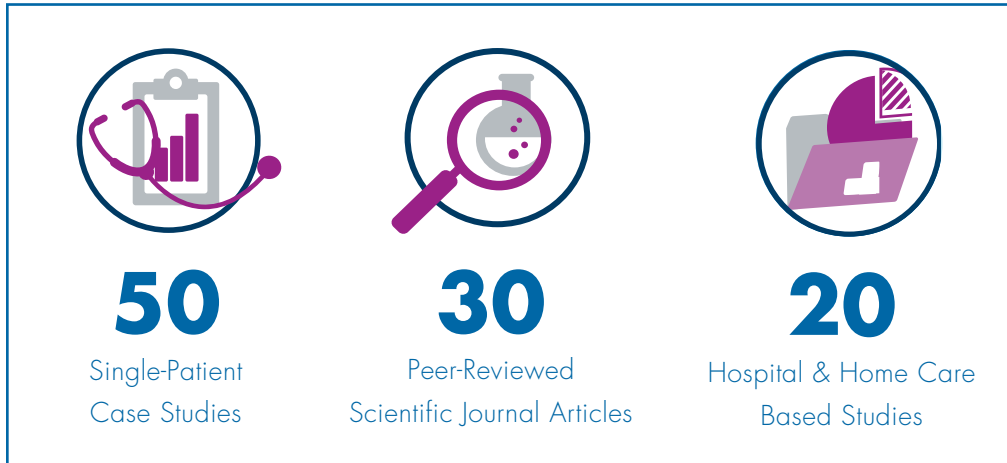 50
Single-Patient
Case Studies
30
Peer-Reviewed
Scientific Journal Articles
20
Hospital & Home Care
Based Studies